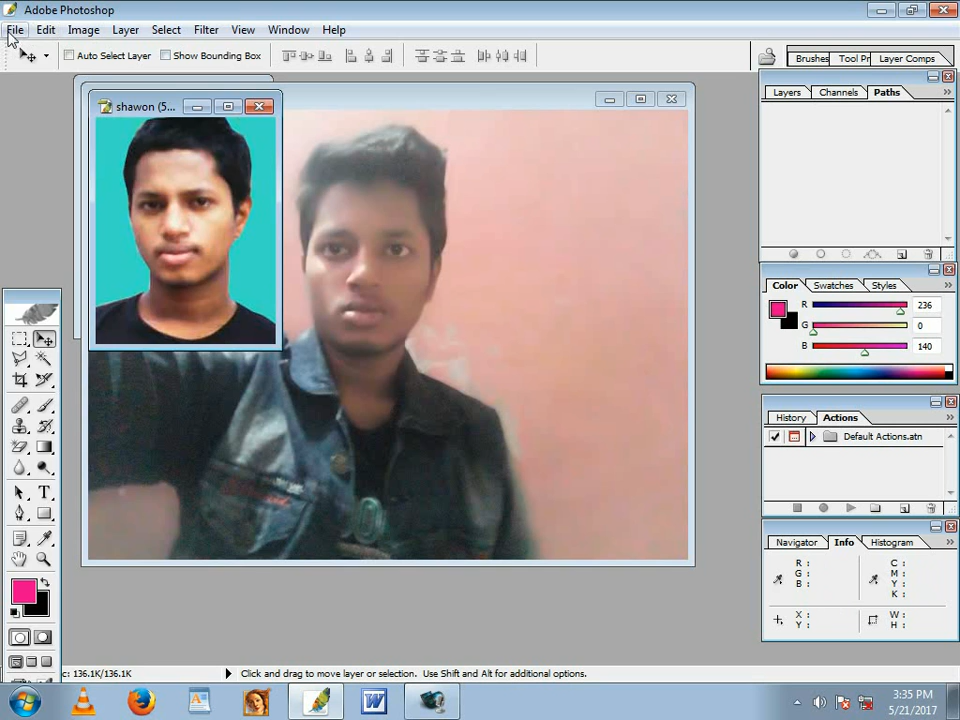 Adobe Photoshop
File Edit Image Layer Select Filter View Window Help
Auto Select Layer Show Bounding Box
Brushes Tool Pr Layer Comps
shawon (5...
Layers Channels Paths
Color Swatches Styles
R 236
G 0
B 140
History Actions
Default Actions.atn
Navigator Info Histogram
R : C :
G : M :
B : Y :
K :
X : W :
Y : H :
c: 136.1K/136.1K Click and drag to move layer or selection. Use Shift and Alt for additional options.
3:35 PM
5/21/2017